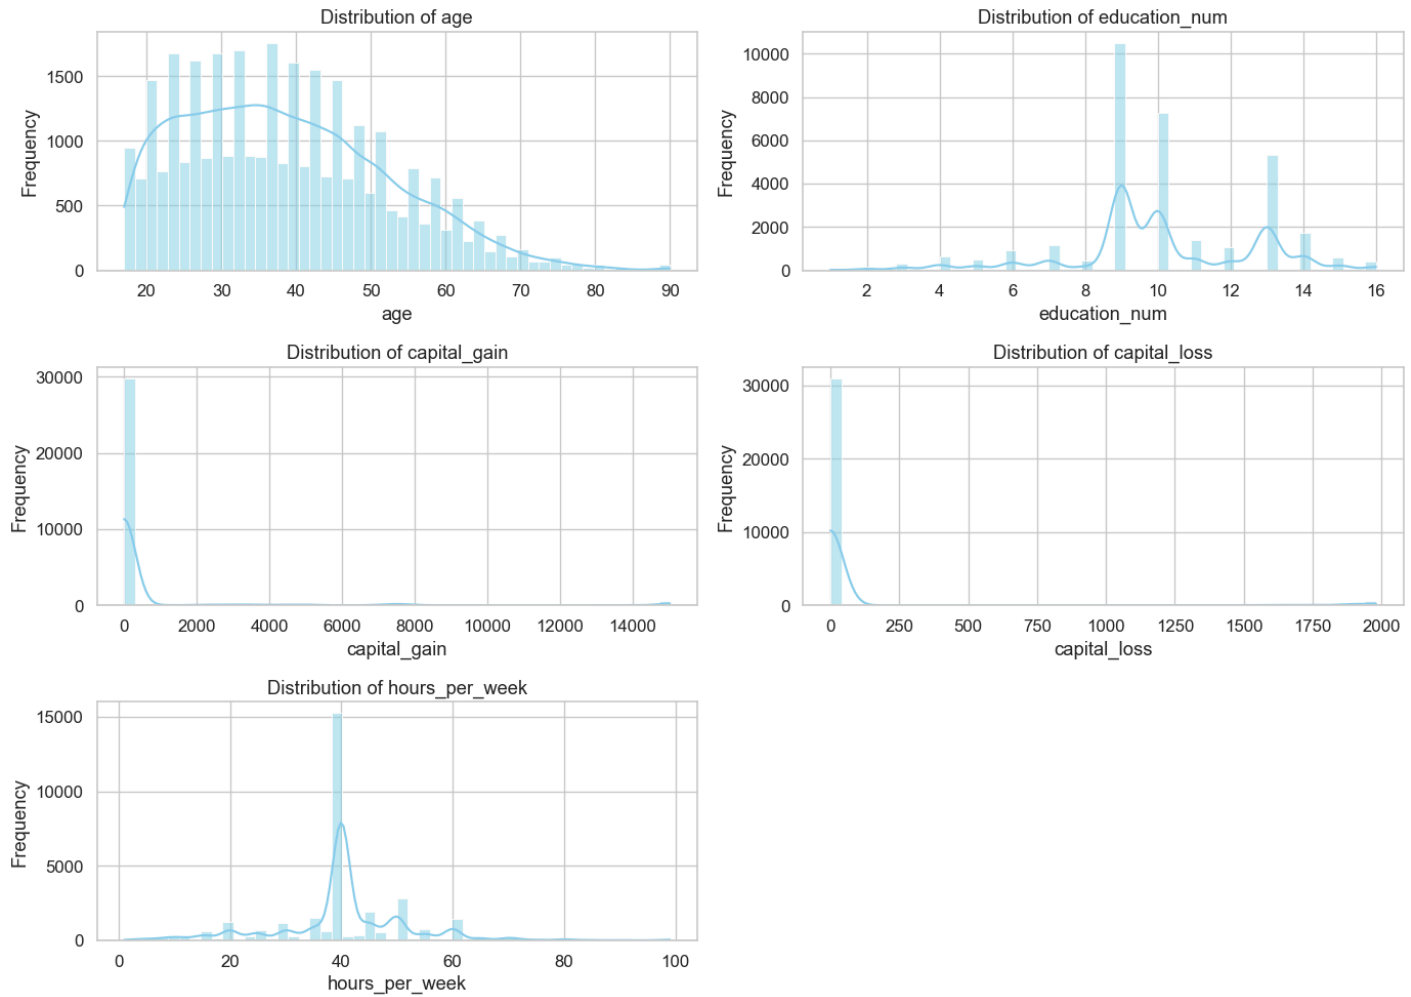 Distribution of age
Frequency
1500
1000
500
0
20 30 40 50 60 70 80 90
age
Distribution of education_num
Frequency
10000
8000
6000
4000
2000
0
2 4 6 8 10 12 14 16
education_num
Distribution of capital_gain
Frequency
30000
20000
10000
0
0 2000 4000 6000 8000 10000 12000 14000
capital_gain
Distribution of capital_loss
Frequency
30000
20000
10000
0
0 250 500 750 1000 1250 1500 1750 2000
capital_loss
Distribution of hours_per_week
Frequency
15000
10000
5000
0
0 20 40 60 80 100
hours_per_week